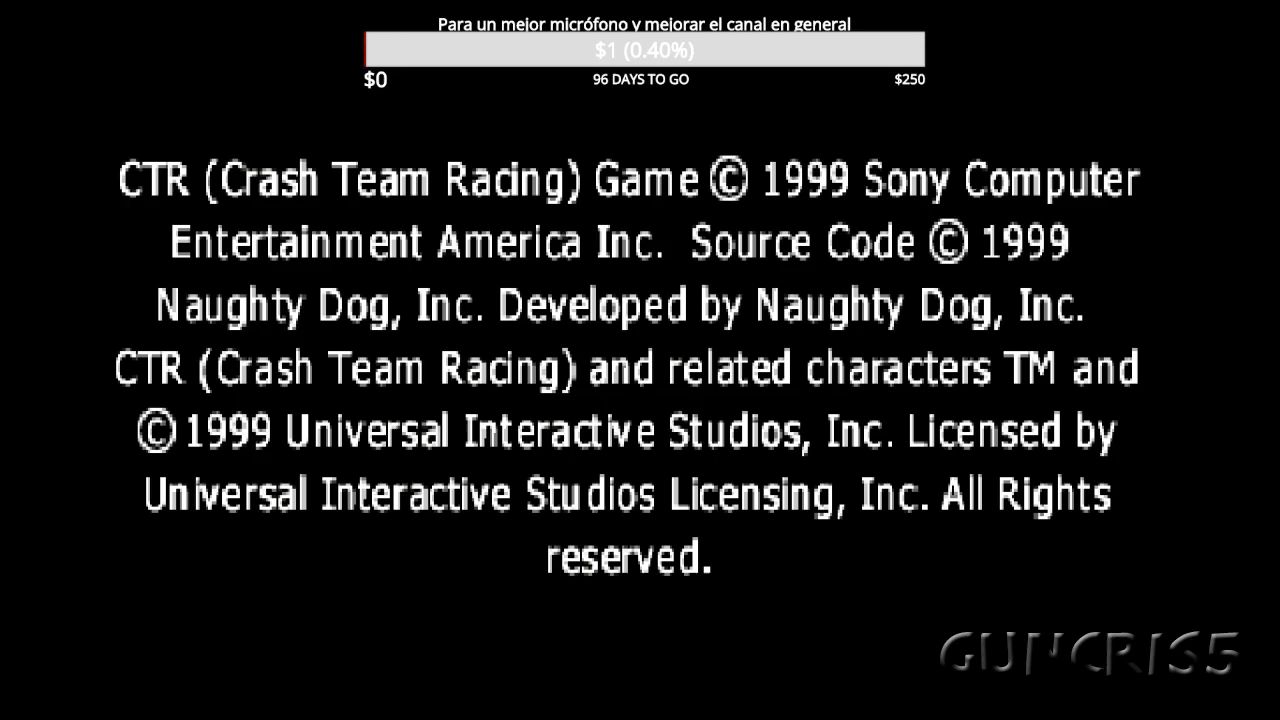 Para un mejor micrófono y mejorar el canal en general
$1 (0.40%)
$0 96 DAYS TO GO $250
CTR (Crash Team Racing) Game © 1999 Sony Computer
Entertainment America Inc. Source Code © 1999
Naughty Dog, Inc. Developed by Naughty Dog, Inc.
CTR (Crash Team Racing) and related characters TM and
© 1999 Universal Interactive Studios, Inc. Licensed by
Universal Interactive Studios Licensing, Inc. All Rights
reserved.
GUNCRIS5